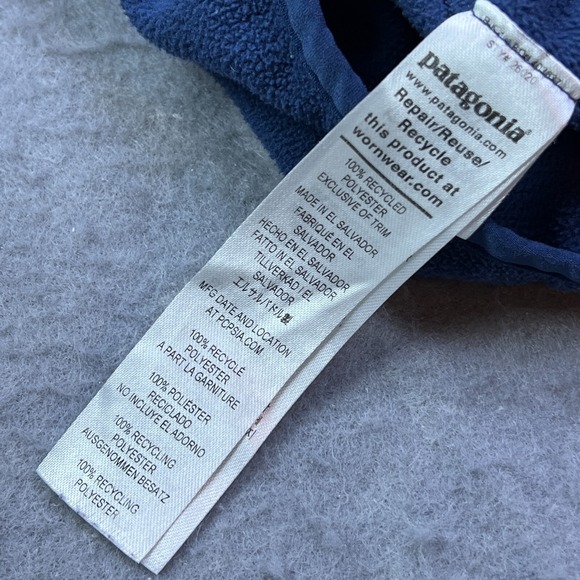 patagonia
www.patagonia.com
Repair/Reuse/
Recycle
this product at
wornwear.com
100% RECYCLED
POLYESTER
EXCLUSIVE OF TRIM
MADE IN EL SALVADOR
FABRIQUÉ EN EL
SALVADOR
HECHO EN EL SALVADOR
FATTO IN EL SALVADOR
TILLVERKAD I EL
SALVADOR
エルサルバドル製
MFG DATE AND LOCATION
AT PCPSIA.COM
100% RECYCLÉ
POLYESTER
A PART LA GARNITURE
100% POLIÉSTER
RECICLADO
NO INCLUYE EL ADORNO
100% RECYCLING
POLYESTER
AUSGENOMMEN BESATZ
100% RECYCLING
POLYESTER